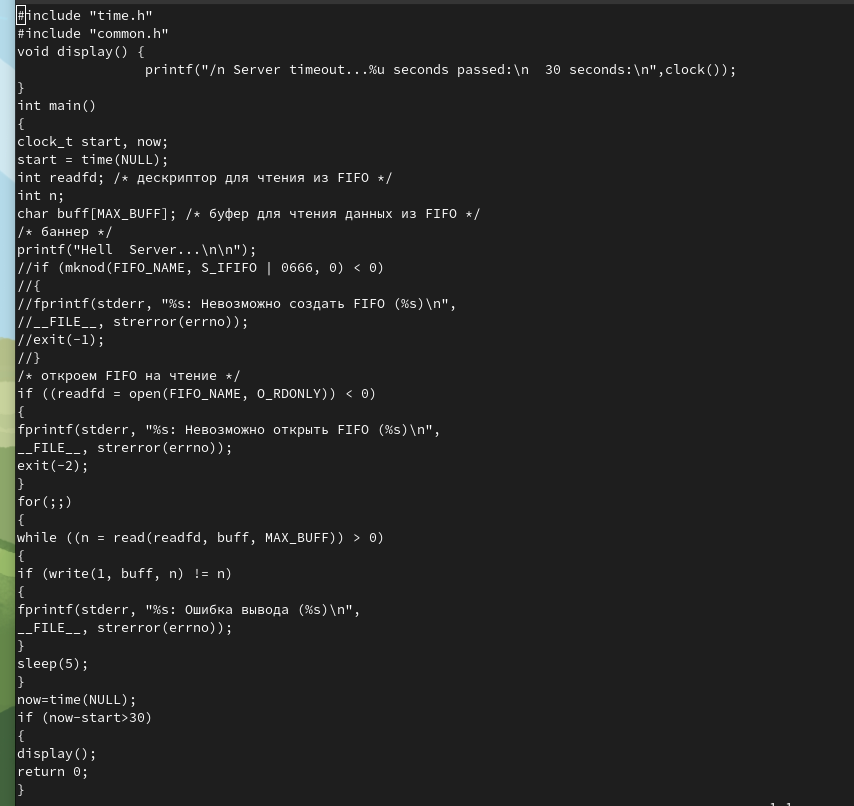 #include "time.h"
#include "common.h"
void display() {
                printf("/n Server timeout...%u seconds passed:\n  30 seconds:\n",clock());
}
int main()
{
clock_t start, now;
start = time(NULL);
int readfd; /* дескриптор для чтения из FIFO */
int n;
char buff[MAX_BUFF]; /* буфер для чтения данных из FIFO */
/* баннер */
printf("Hell  Server...\n\n");
//if (mknod(FIFO_NAME, S_IFIFO | 0666, 0) < 0)
//{
//fprintf(stderr, "%s: Невозможно создать FIFO (%s)\n",
//__FILE__, strerror(errno));
//exit(-1);
//}
/* откроем FIFO на чтение */
if ((readfd = open(FIFO_NAME, O_RDONLY)) < 0)
{
fprintf(stderr, "%s: Невозможно открыть FIFO (%s)\n",
__FILE__, strerror(errno));
exit(-2);
}
for(;;)
{
while ((n = read(readfd, buff, MAX_BUFF)) > 0)
{
if (write(1, buff, n) != n)
{
fprintf(stderr, "%s: Ошибка вывода (%s)\n",
__FILE__, strerror(errno));
}
sleep(5);
}
now=time(NULL);
if (now-start>30)
{
display();
return 0;
}